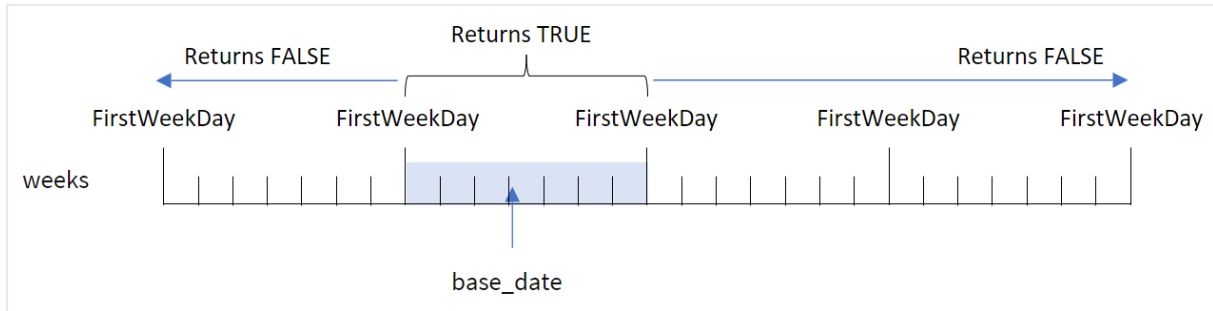 Returns TRUE
Returns FALSE Returns FALSE
FirstWeekDay FirstWeekDay FirstWeekDay FirstWeekDay FirstWeekDay
weeks
base_date